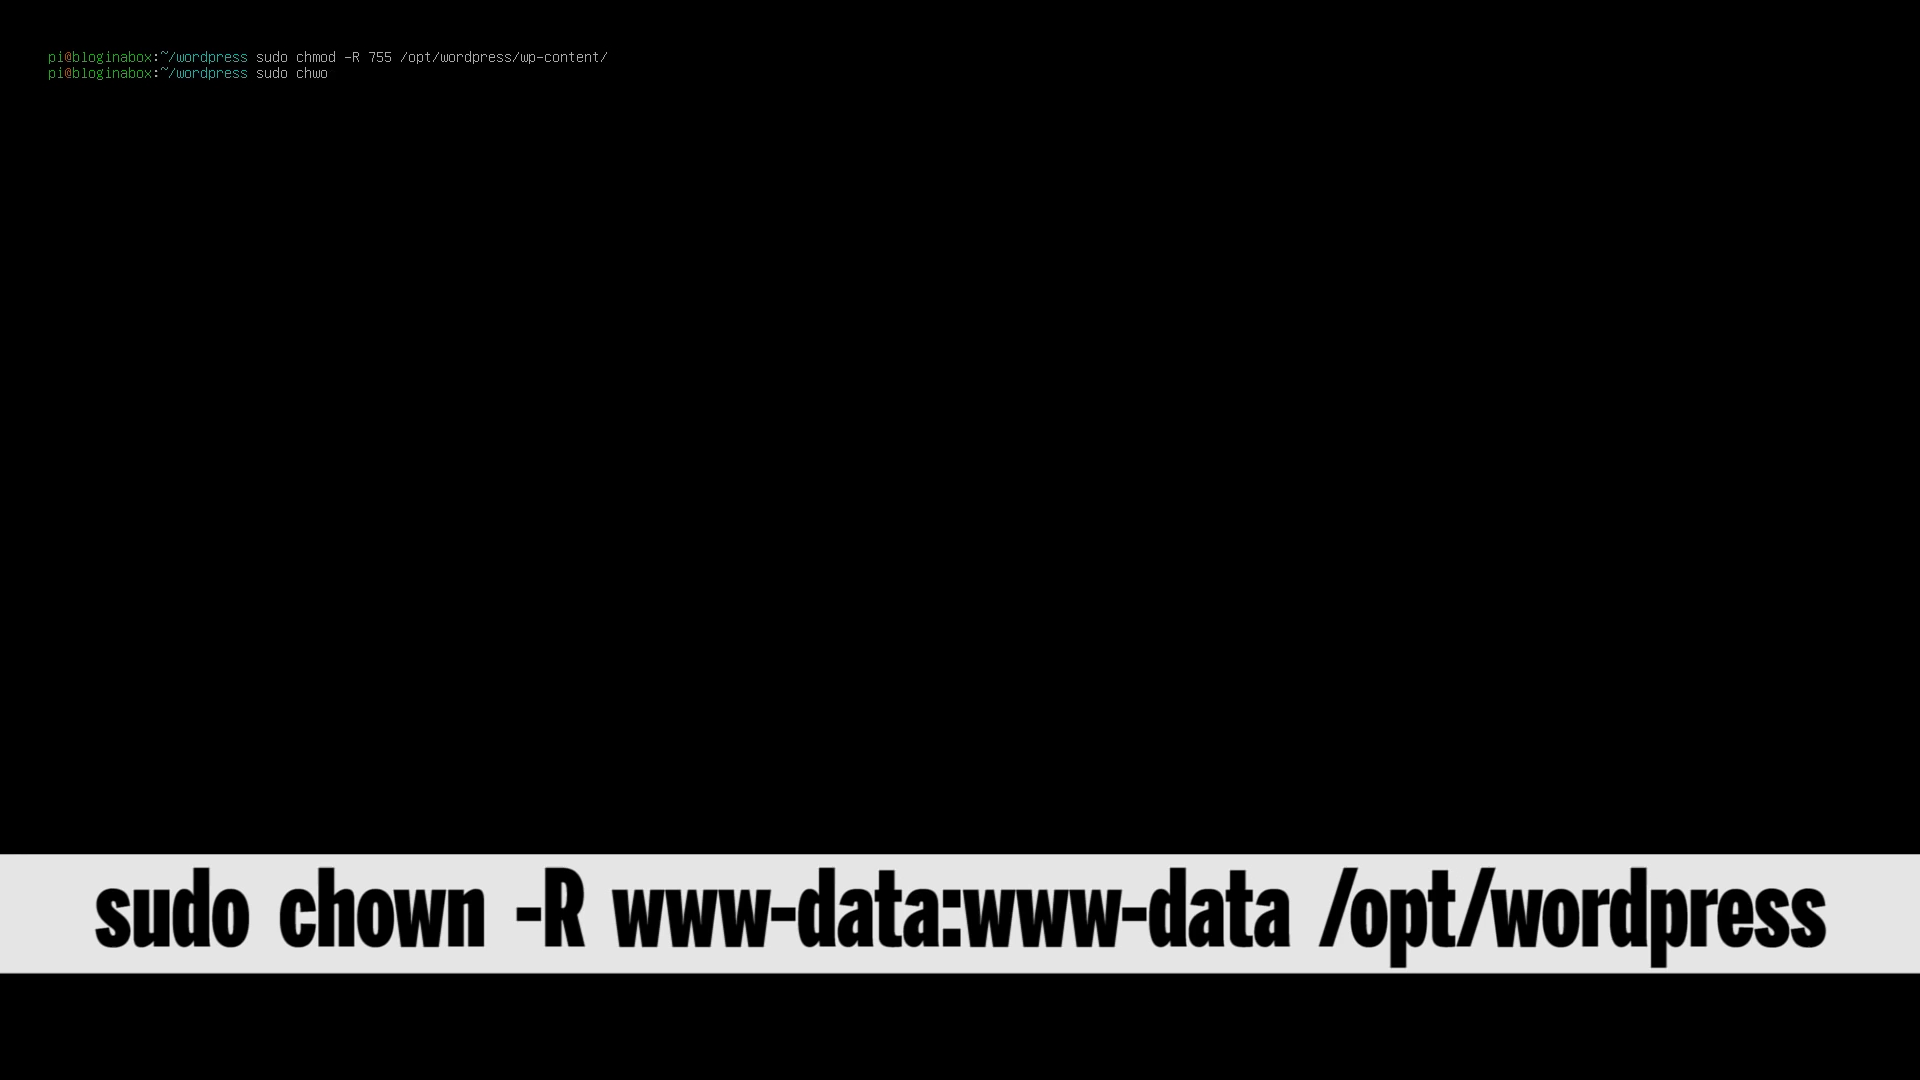 pi@bloginabox:~/wordpress sudo chmod -R 755 /opt/wordpress/wp-content/
pi@bloginabox:~/wordpress sudo chwo
sudo chown -R www-data:www-data /opt/wordpress